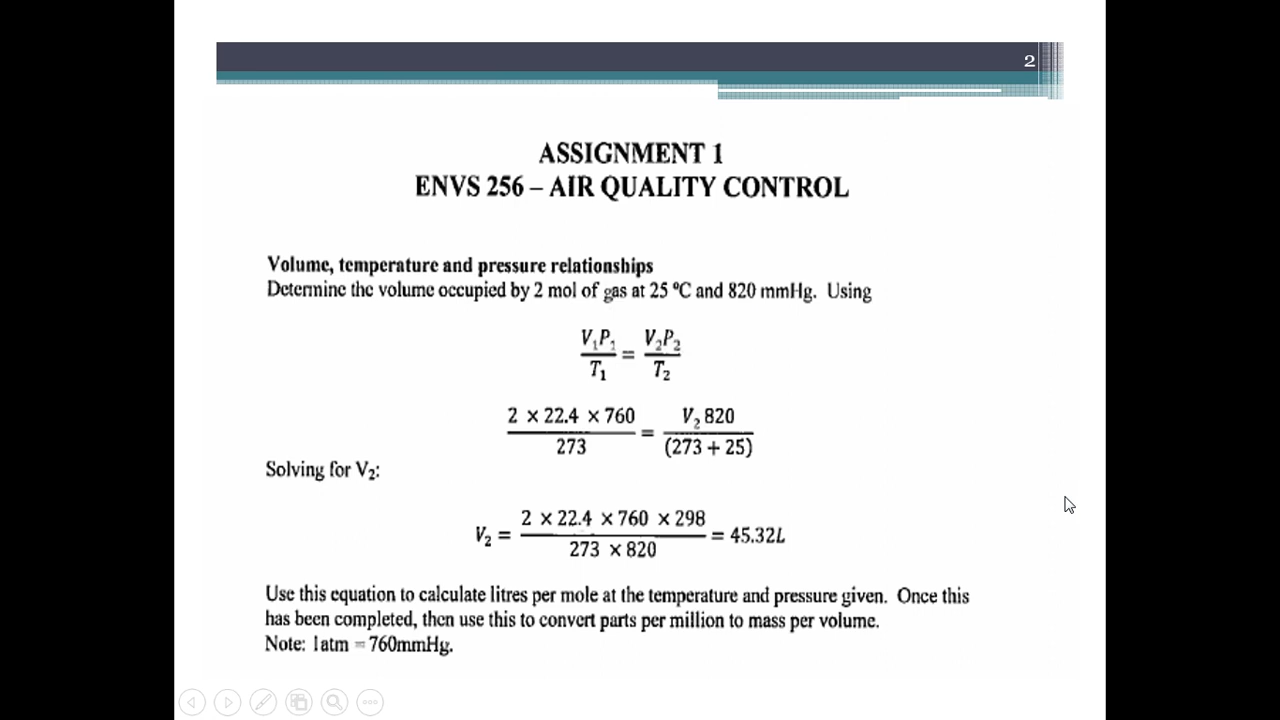 2
ASSIGNMENT 1
ENVS 256 – AIR QUALITY CONTROL
Volume, temperature and pressure relationships
Determine the volume occupied by 2 mol of gas at 25 ºC and 820 mmHg. Using
V₁P₁/T₁ = V₂P₂/T₂
2 × 22.4 × 760/273 = V₂ 820/(273 + 25)
Solving for V₂:
V₂ = 2 × 22.4 × 760 × 298/273 × 820 = 45.32L
Use this equation to calculate litres per mole at the temperature and pressure given. Once this
has been completed, then use this to convert parts per million to mass per volume.
Note: 1atm = 760mmHg.